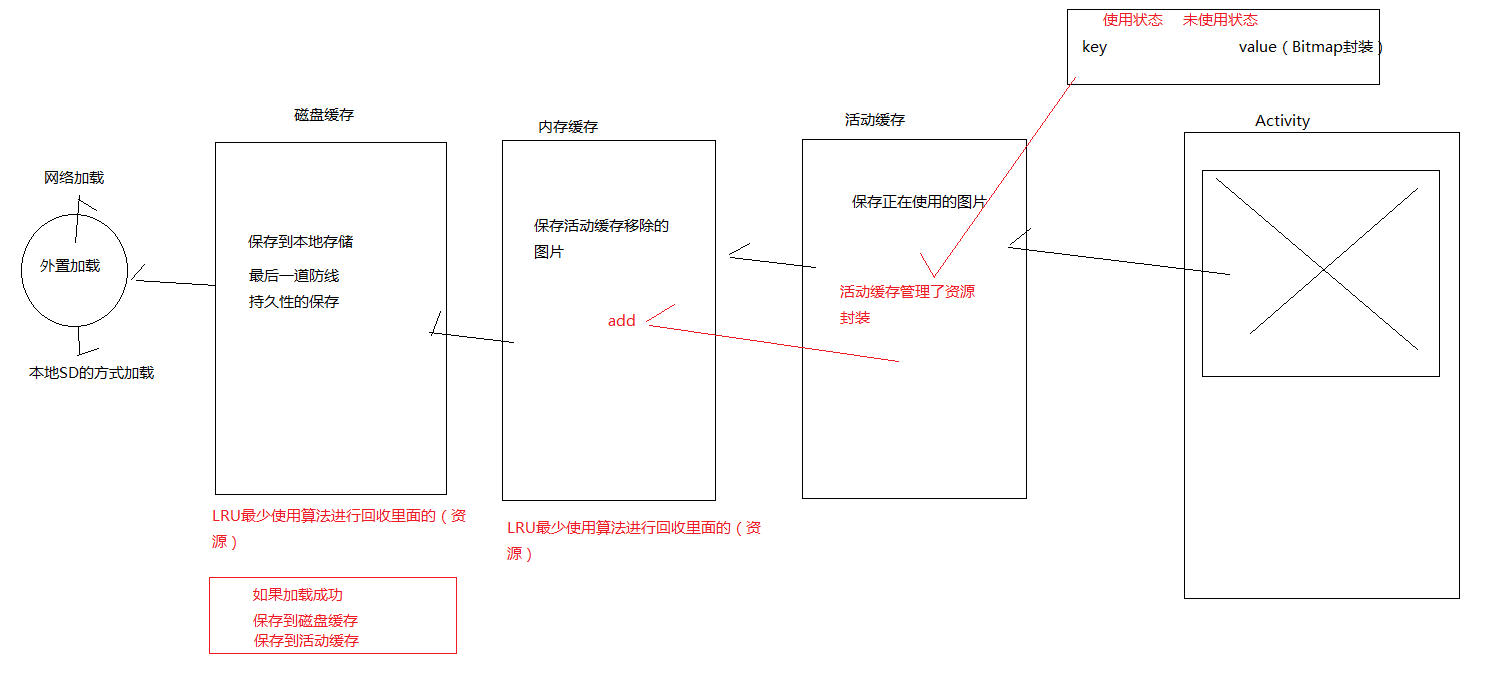 使用状态 未使用状态
key value（Bitmap封装）
磁盘缓存
内存缓存
活动缓存
Activity
网络加载
外置加载
本地SD的方式加载
保存到本地存储
最后一道防线
持久性的保存
保存活动缓存移除的
图片
add
保存正在使用的图片
活动缓存管理了资源
封装
LRU最少使用算法进行回收里面的（资
源）
LRU最少使用算法进行回收里面的（资
源）
如果加载成功
保存到磁盘缓存
保存到活动缓存